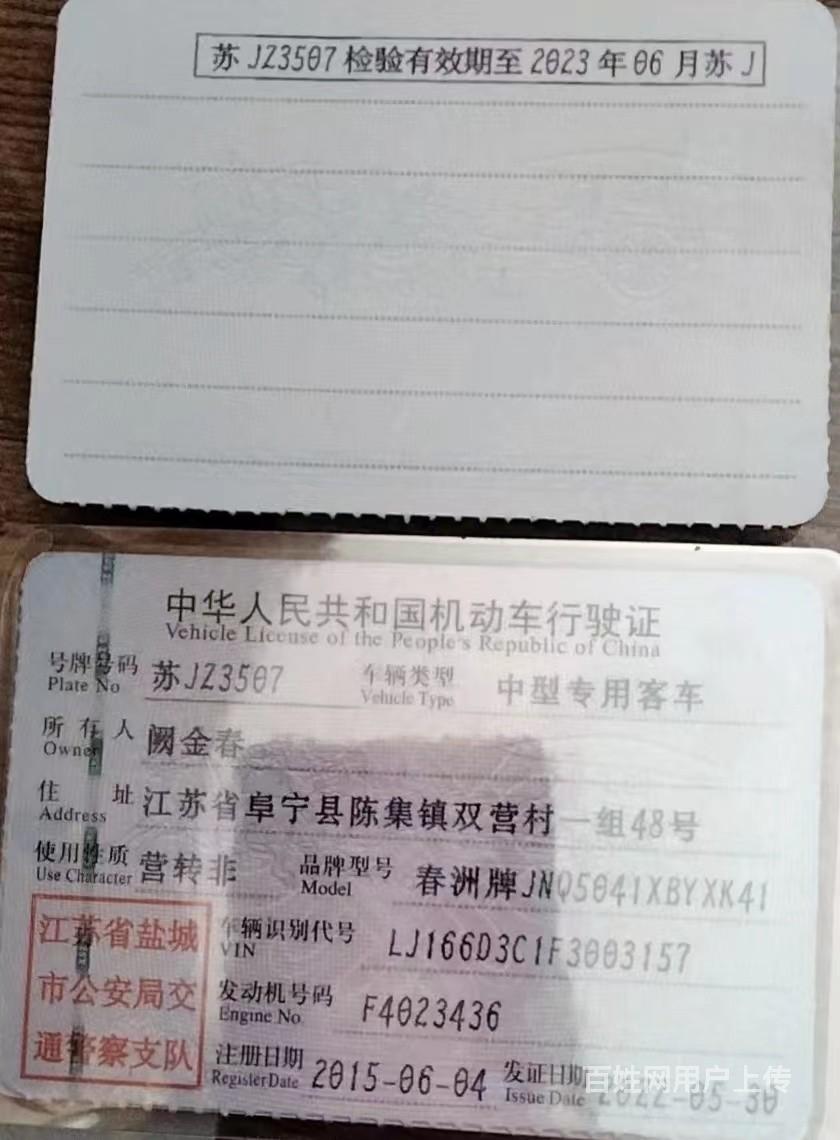 苏JZ3507检验有效期至2023年06月苏J
中华人民共和国机动车行驶证
Vehicle License of the People's Republic of China
号牌号码 苏JZ3507 车辆类型 中型专用客车
Plate No Vehicle Type
所有人 阙金春
Owner
住址 江苏省阜宁县陈集镇双营村一组48号
Address
使用性质 营转非 品牌型号 春洲牌JNQ5041XBYXK41
Use Character Model
江苏省盐城 车辆识别代号 LJ166D3C1F3003157
VIN
市公安局交 发动机号码 F4023436
Engine No
通警察支队 注册日期 2015-06-04 发证日期 2022-05-30
Register Date Issue Date
百姓网用户上传